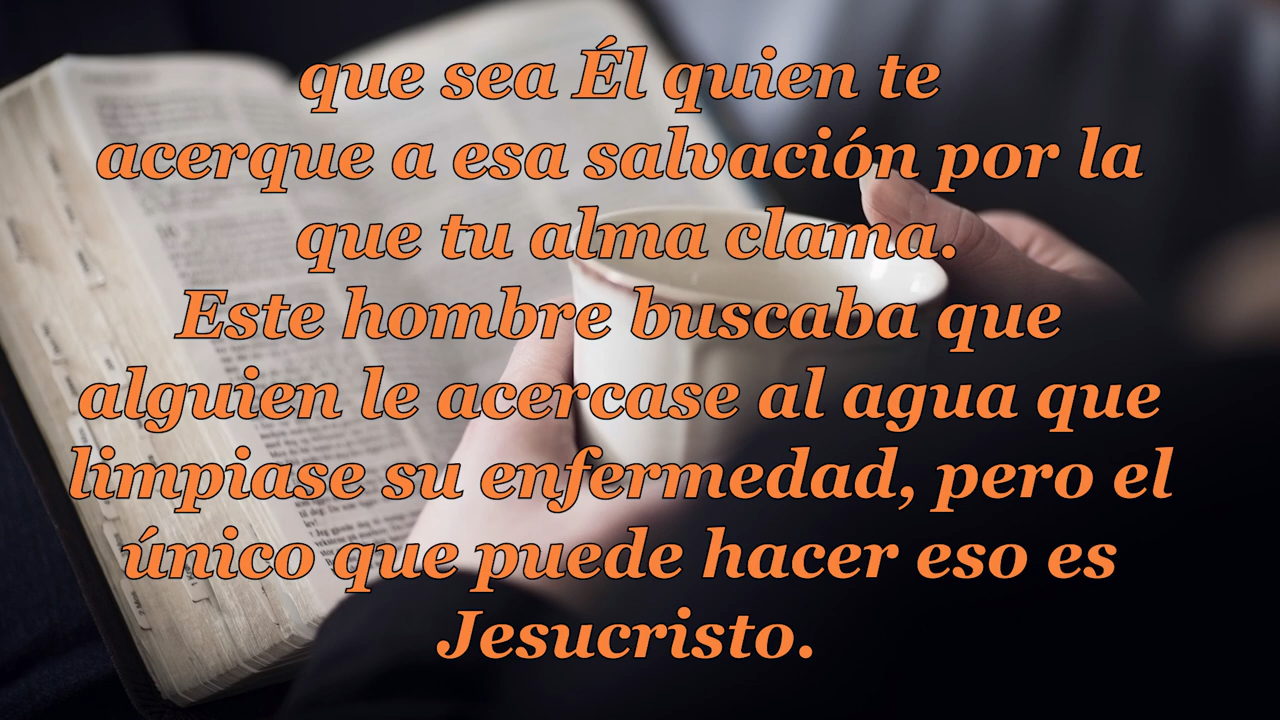 que sea Él quien te
acerque a esa salvación por la
que tu alma clama.
Este hombre buscaba que
alguien le acercase al agua que
limpiase su enfermedad, pero el
único que puede hacer eso es
Jesucristo.